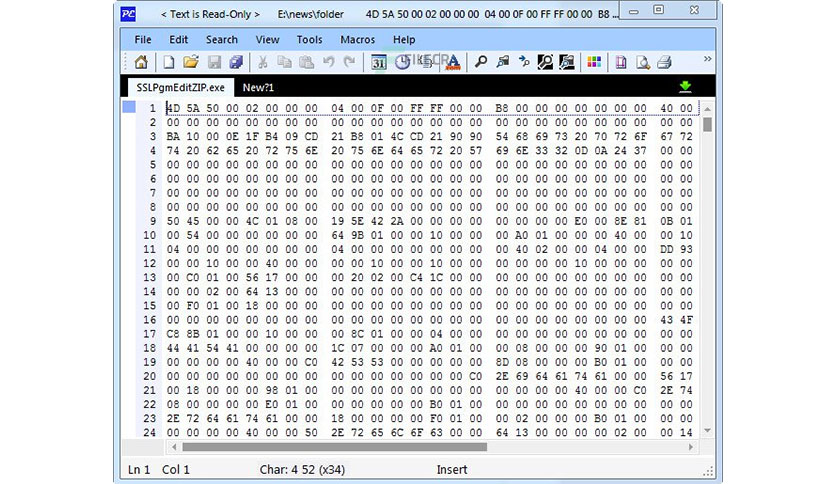 PC < Text is Read-Only > E:\news\folder 4D 5A 50 00 02 00 00 00 04 00 0F 00 FF FF 00 00 B8 ...
File Edit Search View Tools Macros Help
SSLPgmEditZIP.exe New?1
1 4D 5A 50 00 02 00 00 00 04 00 0F 00 FF FF 00 00 B8 00 00 00 00 00 00 00 40 00
2 00 00 00 00 00 00 00 00 00 00 00 00 00 00 00 00 00 00 00 00 00 00 00 00 00 00
3 BA 10 00 0E 1F B4 09 CD 21 B8 01 4C CD 21 90 90 54 68 69 73 20 70 72 6F 67 72
4 74 20 62 65 20 72 75 6E 20 75 6E 64 65 72 20 57 69 6E 33 32 0D 0A 24 37 00 00
5 00 00 00 00 00 00 00 00 00 00 00 00 00 00 00 00 00 00 00 00 00 00 00 00 00 00
6 00 00 00 00 00 00 00 00 00 00 00 00 00 00 00 00 00 00 00 00 00 00 00 00 00 00
7 00 00 00 00 00 00 00 00 00 00 00 00 00 00 00 00 00 00 00 00 00 00 00 00 00 00
8 00 00 00 00 00 00 00 00 00 00 00 00 00 00 00 00 00 00 00 00 00 00 00 00 00 00
9 50 45 00 00 4C 01 08 00 19 5E 42 2A 00 00 00 00 00 00 00 00 E0 00 8E 81 0B 01
10 00 54 00 00 00 00 00 00 64 9B 01 00 00 10 00 00 00 A0 01 00 00 00 40 00 00 10
11 04 00 00 00 00 00 00 00 04 00 00 00 00 00 00 00 00 40 02 00 00 04 00 00 DD 93
12 00 00 10 00 00 40 00 00 00 00 10 00 00 10 00 00 00 00 00 00 10 00 00 00 00 00
13 00 C0 01 00 56 17 00 00 00 20 02 00 C4 1C 00 00 00 00 00 00 00 00 00 00 00 00
14 00 00 02 00 64 13 00 00 00 00 00 00 00 00 00 00 00 00 00 00 00 00 00 00 00 00
15 00 F0 01 00 18 00 00 00 00 00 00 00 00 00 00 00 00 00 00 00 00 00 00 00 00 00
16 00 00 00 00 00 00 00 00 00 00 00 00 00 00 00 00 00 00 00 00 00 00 00 00 43 4F
17 C8 8B 01 00 00 10 00 00 00 8C 01 00 00 04 00 00 00 00 00 00 00 00 00 00 00 00
18 44 41 54 41 00 00 00 00 1C 07 00 00 00 A0 01 00 00 08 00 00 00 90 01 00 00 00
19 00 00 00 00 40 00 00 C0 42 53 53 00 00 00 00 00 8D 08 00 00 00 B0 01 00 00 00
20 00 00 00 00 00 00 00 00 00 00 00 00 00 00 00 C0 2E 69 64 61 74 61 00 00 56 17
21 00 18 00 00 00 98 01 00 00 00 00 00 00 00 00 00 00 00 00 00 40 00 00 C0 2E 74
22 08 00 00 00 00 E0 01 00 00 00 00 00 00 B0 01 00 00 00 00 00 00 00 00 00 00 00
23 2E 72 64 61 74 61 00 00 18 00 00 00 00 F0 01 00 00 02 00 00 00 B0 01 00 00 00
24 00 00 00 00 40 00 00 50 2E 72 65 6C 6F 63 00 00 64 13 00 00 00 00 02 00 00 14
Ln 1 Col 1 Char: 4 52 (x34) Insert